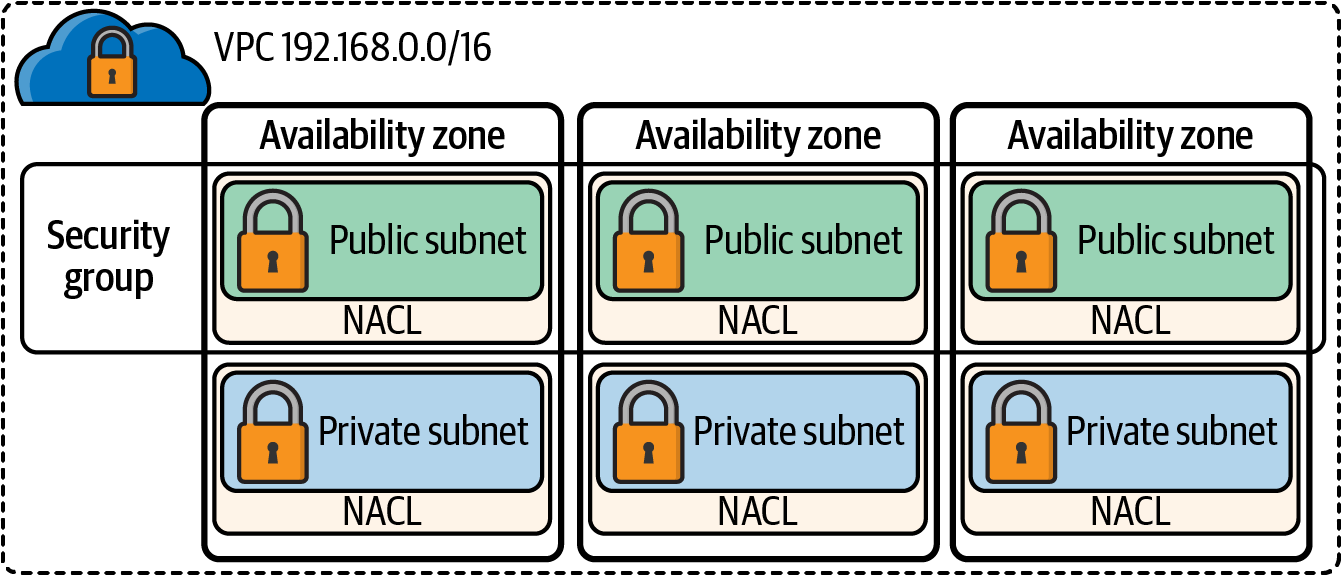 VPC 192.168.0.0/16
Availability zone
Availability zone
Availability zone
Security
group
Public subnet
Public subnet
Public subnet
NACL
NACL
NACL
Private subnet
Private subnet
Private subnet
NACL
NACL
NACL